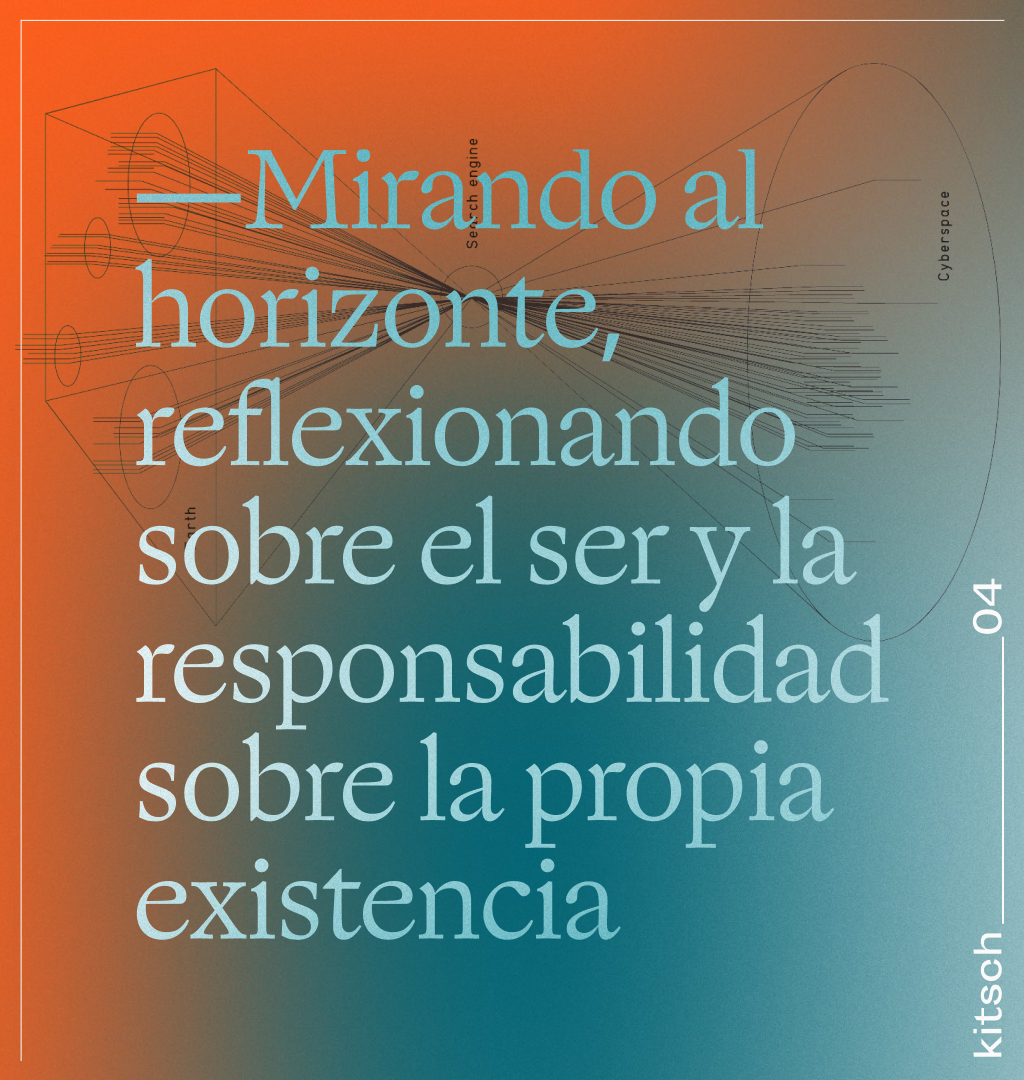 —Mirando al
horizonte,
reflexionando
sobre el ser y la
responsabilidad
sobre la propia
existencia
Search engine
Cyberspace
kitsch
04